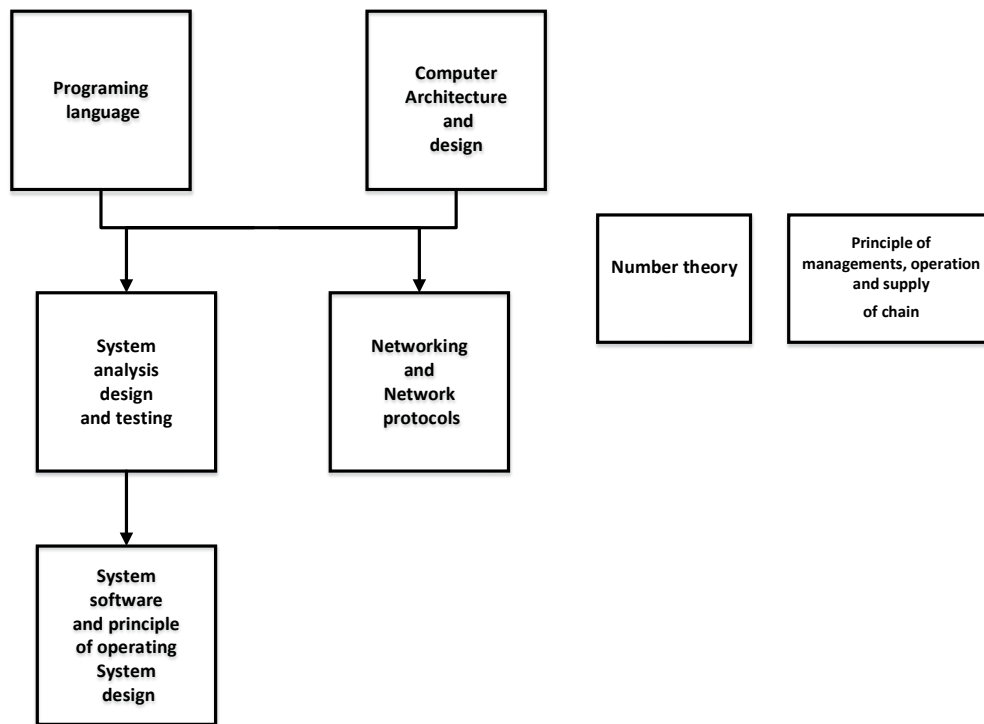 Programing
language
Computer
Architecture
and
design
Number theory
Principle of
managements, operation
and supply
of chain
System
analysis
design
and testing
Networking
and
Network
protocols
System
software
and principle
of operating
System
design